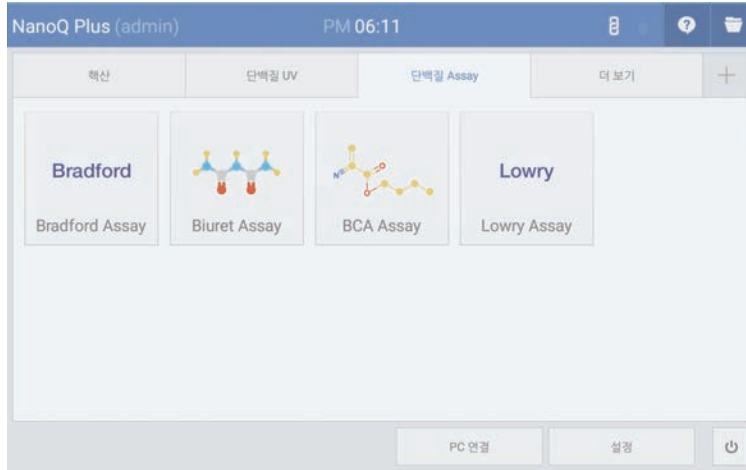 NanoQ Plus (admin)
PM 06:11
핵산
단백질 UV
단백질 Assay
더 보기
Bradford
Bradford Assay
Biuret Assay
N
O
O
BCA Assay
Lowry
Lowry Assay
PC 연결
설정